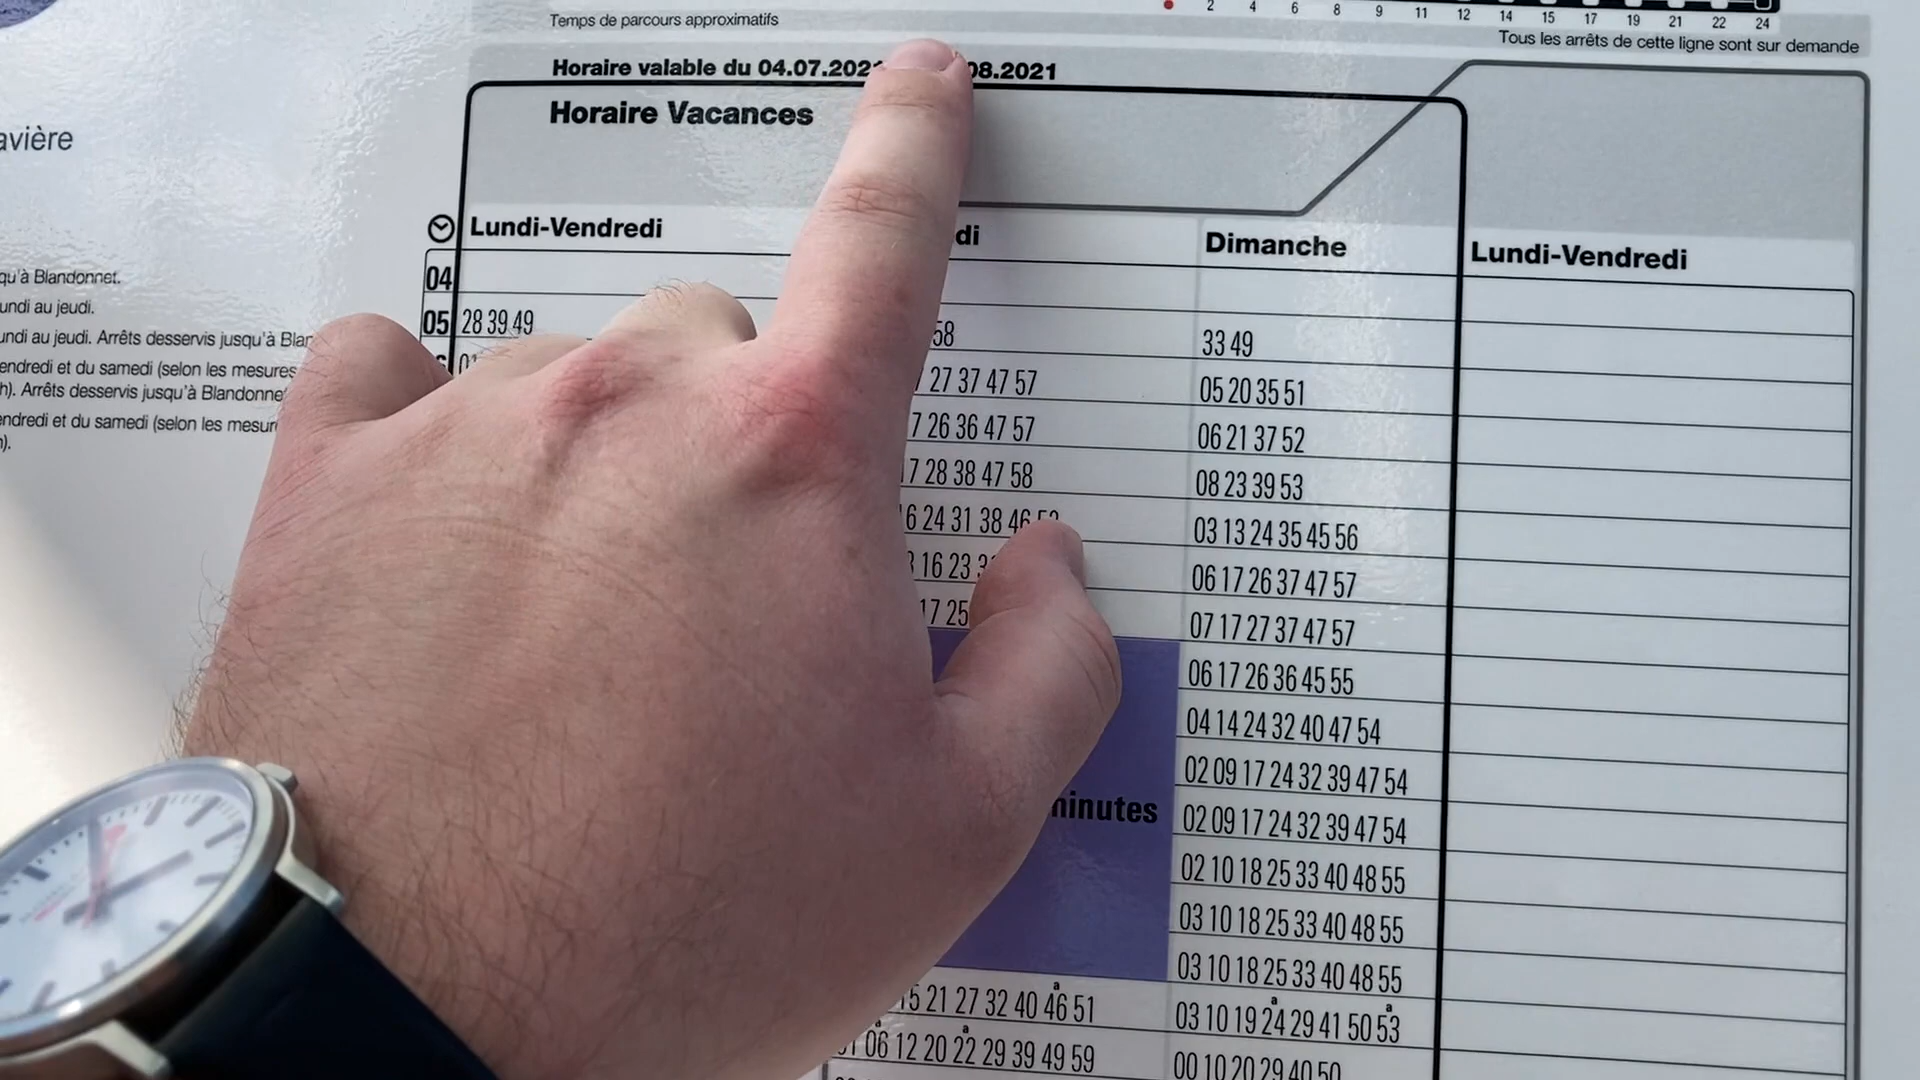 Temps de parcours approximatifs
2 4 6 8 9 11 12 14 15 17 19 21 22 24
Tous les arrêts de cette ligne sont sur demande
Horaire valable du 04.07.202 08.2021
Horaire Vacances
avière
Lundi-Vendredi di Dimanche Lundi-Vendredi
qu'à Blandonnet.
undi au jeudi.
undi au jeudi. Arrêts desservis jusqu'à Blan
endredi et du samedi (selon les mesures
h). Arrêts desservis jusqu'à Blandonne
endredi et du samedi (selon les mesur
).
04
05 28 39 49 58 33 49
27 37 47 57 05 20 35 51
7 26 36 47 57 06 21 37 52
17 28 38 47 58 08 23 39 53
16 24 31 38 46 03 13 24 35 45 56
16 23 06 17 26 37 47 57
17 25 07 17 27 37 47 57
06 17 26 36 45 55
04 14 24 32 40 47 54
02 09 17 24 32 39 47 54
minutes 02 09 17 24 32 39 47 54
02 10 18 25 33 40 48 55
03 10 18 25 33 40 48 55
03 10 18 25 33 40 48 55
15 21 27 32 40 46a 51 03 10 19 24a 29 41 50 53a
06 12 20 22a 29 39 49 59 00 10 20 29 40 50